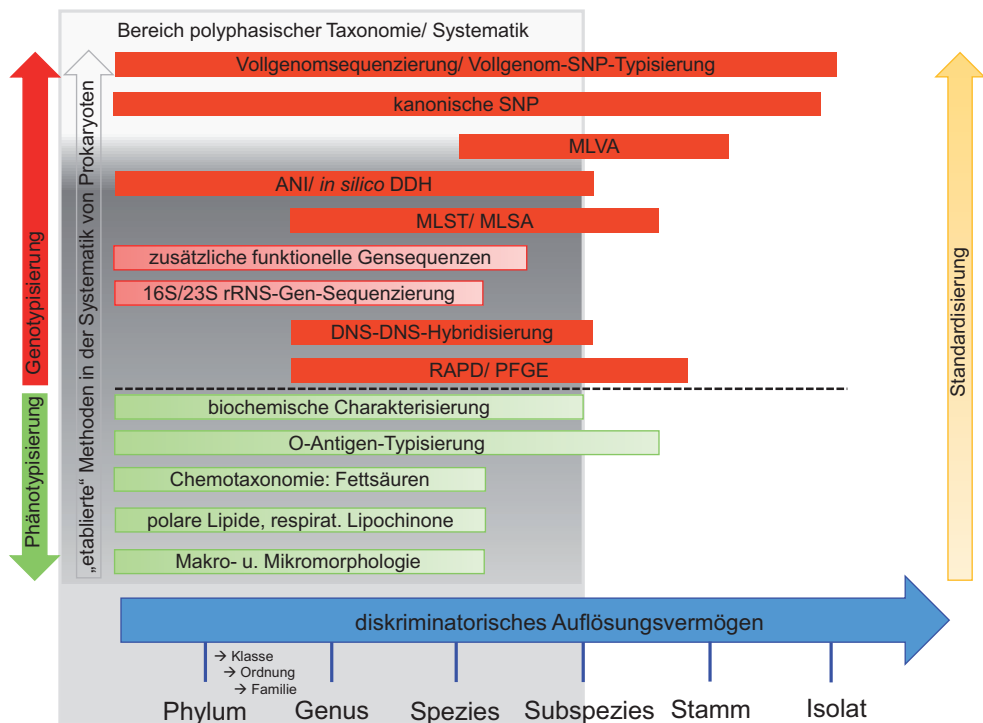 Bereich polyphasischer Taxonomie/ Systematik
Vollgenomsequenzierung/ Vollgenom-SNP-Typisierung
kanonische SNP
MLVA
ANI/ in silico DDH
MLST/ MLSA
zusätzliche funktionelle Gensequenzen
16S/23S rRNS-Gen-Sequenzierung
DNS-DNS-Hybridisierung
RAPD/ PFGE
biochemische Charakterisierung
O-Antigen-Typisierung
Chemotaxonomie: Fettsäuren
polare Lipide, respirat. Lipochinone
Makro- u. Mikromorphologie
Genotypisierung
Phänotypisierung
„etablierte“ Methoden in der Systematik von Prokaryoten
Standardisierung
diskriminatorisches Auflösungsvermögen
→ Klasse
→ Ordnung
→ Familie
Phylum Genus Spezies Subspezies Stamm Isolat